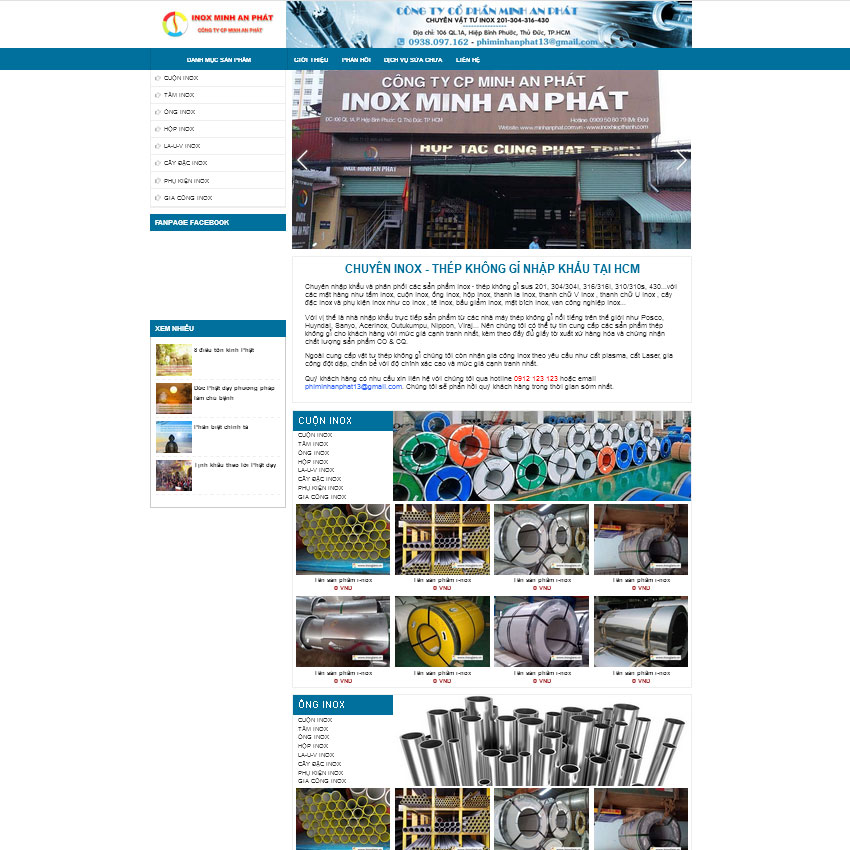 INOX MINH AN PHÁT
CÔNG TY CP MINH AN PHÁT
CÔNG TY CỔ PHẦN MINH AN PHÁT
CHUYÊN VẬT TƯ INOX 201-304-316-430
Địa chỉ: 106 QL.1A, Hiệp Bình Phước, Thủ Đức, TP.HCM
0938.097.162 - phiminhanphat13@gmail.com
DANH MỤC SẢN PHẨM
GIỚI THIỆU
PHẢN HỒI
DỊCH VỤ SỬA CHỮA
LIÊN HỆ
CUỘN INOX
TẤM INOX
ỐNG INOX
HỘP INOX
LA-U-V INOX
CÂY ĐẶC INOX
PHỤ KIỆN INOX
GIA CÔNG INOX
FANPAGE FACEBOOK
XEM NHIỀU
8 điều tôn kính Phật
Đức Phật dạy phương pháp
làm chủ bệnh
Phân biệt chính tà
Tịnh khẩu theo lời Phật dạy
CÔNG TY CP MINH AN PHÁT
INOX MINH AN PHÁT
HỢP TÁC CÙNG PHÁT TRIỂN
CHUYÊN INOX - THÉP KHÔNG GỈ NHẬP KHẨU TẠI HCM
Chuyên nhập khẩu và phân phối các sản phẩm inox - thép không gỉ sus 201, 304/304l, 316/316l, 310/310s, 430...với
các mặt hàng như tấm inox, cuộn inox, ống inox, hộp inox, thanh la inox, thanh chữ V inox , thanh chữ U inox , cây
đặc inox và phụ kiện inox như co inox , tê inox, bầu giảm inox, mặt bích inox, van công nghiệp inox...
Với vị thế là nhà nhập khẩu trực tiếp sản phẩm từ các nhà máy thép không gỉ nổi tiếng trên thế giới như Posco,
Huyndai, Sanyo, Acerinox, Outukumpu, Nippon, Viraj... Nên chúng tôi có thể tự tin cung cấp các sản phẩm thép
không gỉ cho khách hàng với mức giá cạnh tranh nhất, kèm theo đầy đủ giấy tờ xuất xứ hàng hóa và chứng nhận
chất lượng sản phẩm CO & CQ.
Ngoài cung cấp vật tư thép không gỉ chúng tôi còn nhận gia công inox theo yêu cầu như cắt plasma, cắt Laser, gia
công đột dập, chấn bẻ với độ chính xác cao và mức giá cạnh tranh nhất.
Quý khách hàng có nhu cầu xin liên hệ với chúng tôi qua hotline 0912 123 123 hoặc email
phiminhanphat13@gmail.com. Chúng tôi sẽ phản hồi quý khách hàng trong thời gian sớm nhất.
CUỘN INOX
CUỘN INOX
TẤM INOX
ỐNG INOX
HỘP INOX
LA-U-V INOX
CÂY ĐẶC INOX
PHỤ KIỆN INOX
GIA CÔNG INOX
Tên sản phẩm i-nox
0 VNĐ
Tên sản phẩm i-nox
0 VNĐ
Tên sản phẩm i-nox
0 VNĐ
Tên sản phẩm i-nox
0 VNĐ
Tên sản phẩm i-nox
0 VNĐ
Tên sản phẩm i-nox
0 VNĐ
Tên sản phẩm i-nox
0 VNĐ
Tên sản phẩm i-nox
0 VNĐ
ỐNG INOX
CUỘN INOX
TẤM INOX
ỐNG INOX
HỘP INOX
LA-U-V INOX
CÂY ĐẶC INOX
PHỤ KIỆN INOX
GIA CÔNG INOX